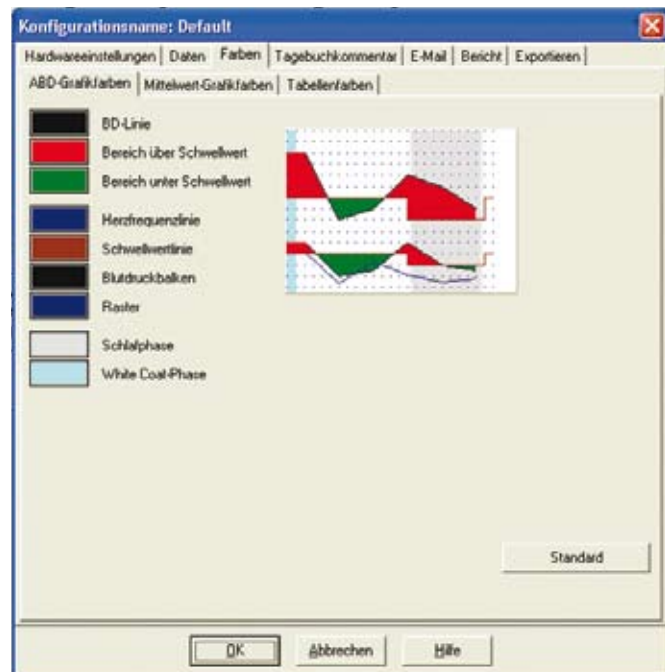 Konfigurationsname: Default
Hardwareeinstellungen Daten Farben Tagebuchkommentar E-Mail Bericht Exportieren
ABD-Grafikfarben Mittelwert-Grafikfarben Tabellenfarben
BD-Linie
Bereich über Schwellwert
Bereich unter Schwellwert
Herzfrequenzlinie
Schwellwertlinie
Blutdruckbalken
Raster
Schlafphase
White Coat-Phase
Standard
OK Abbrechen Hilfe